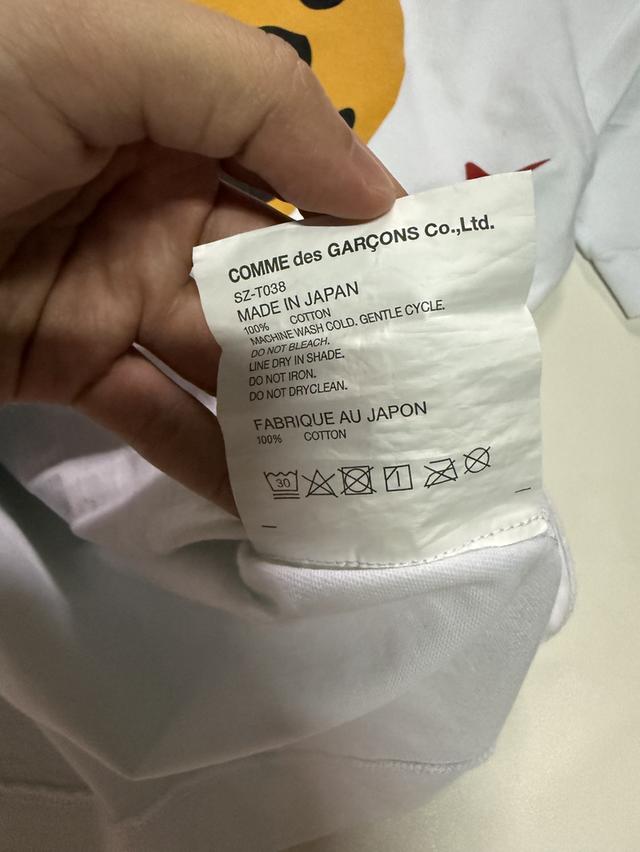 COMME des GARÇONS Co.,Ltd.
SZ-T038
MADE IN JAPAN
100% COTTON
MACHINE WASH COLD. GENTLE CYCLE.
DO NOT BLEACH.
LINE DRY IN SHADE.
DO NOT IRON.
DO NOT DRYCLEAN.
FABRIQUE AU JAPON
100% COTTON
30